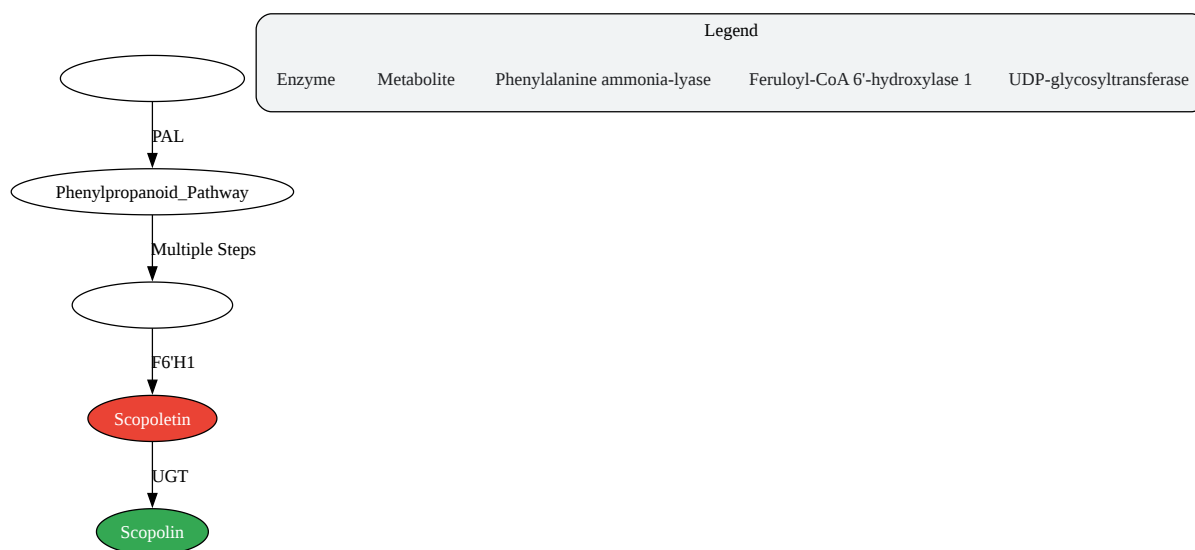 Legend
Enzyme Metabolite Phenylalanine ammonia-lyase Feruloyl-CoA 6'-hydroxylase 1 UDP-glycosyltransferase
PAL
Phenylpropanoid_Pathway
Multiple Steps
F6'H1
Scopoletin
UGT
Scopolin